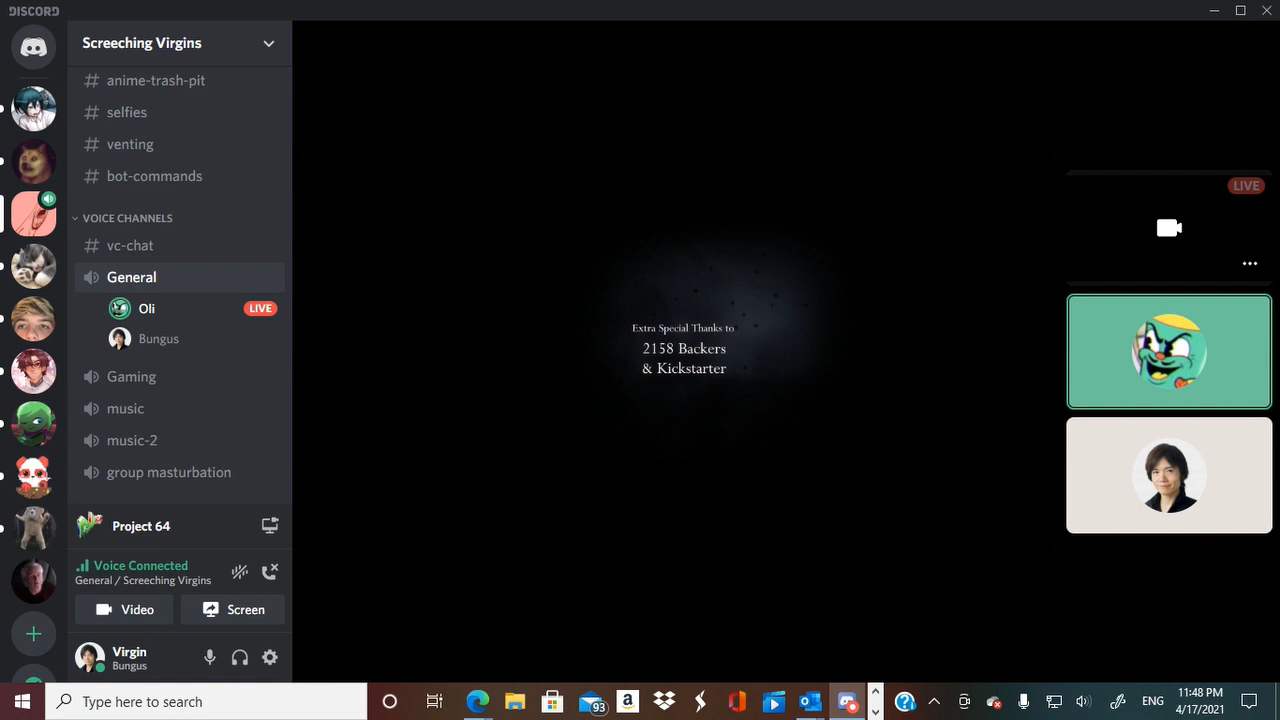 DISCORD
Screeching Virgins
# anime-trash-pit
# selfies
# venting
# bot-commands
VOICE CHANNELS
# vc-chat
General
Oli LIVE
Bungus
Gaming
music
music-2
group masturbation
Project 64
Voice Connected
General / Screeching Virgins
Video Screen
Virgin
Bungus
Extra Special Thanks to
2158 Backers
& Kickstarter
LIVE
Type here to search
93
ENG
11:48 PM
4/17/2021